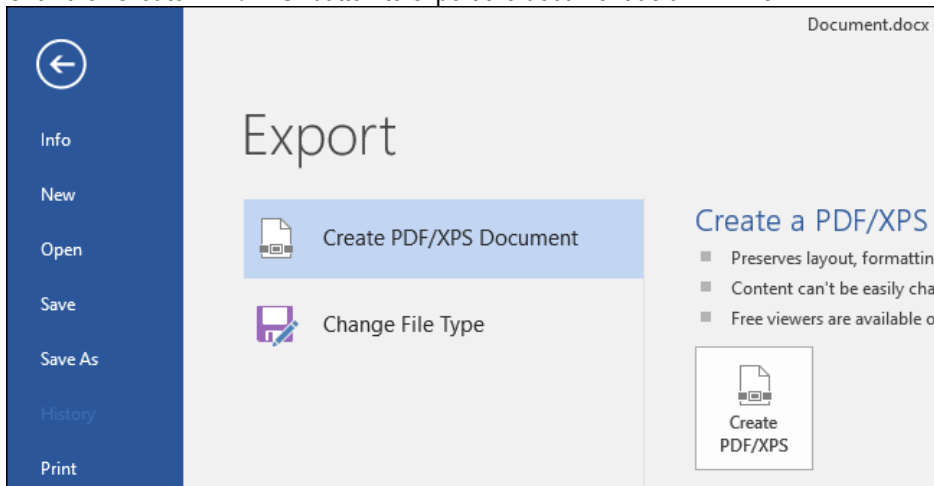 Document.docx
Export
Info
New
Open
Save
Save As
History
Print
Create PDF/XPS Document
Change File Type
Create a PDF/XPS
Preserves layout, formattin
Content can't be easily cha
Free viewers are available o
Create
PDF/XPS